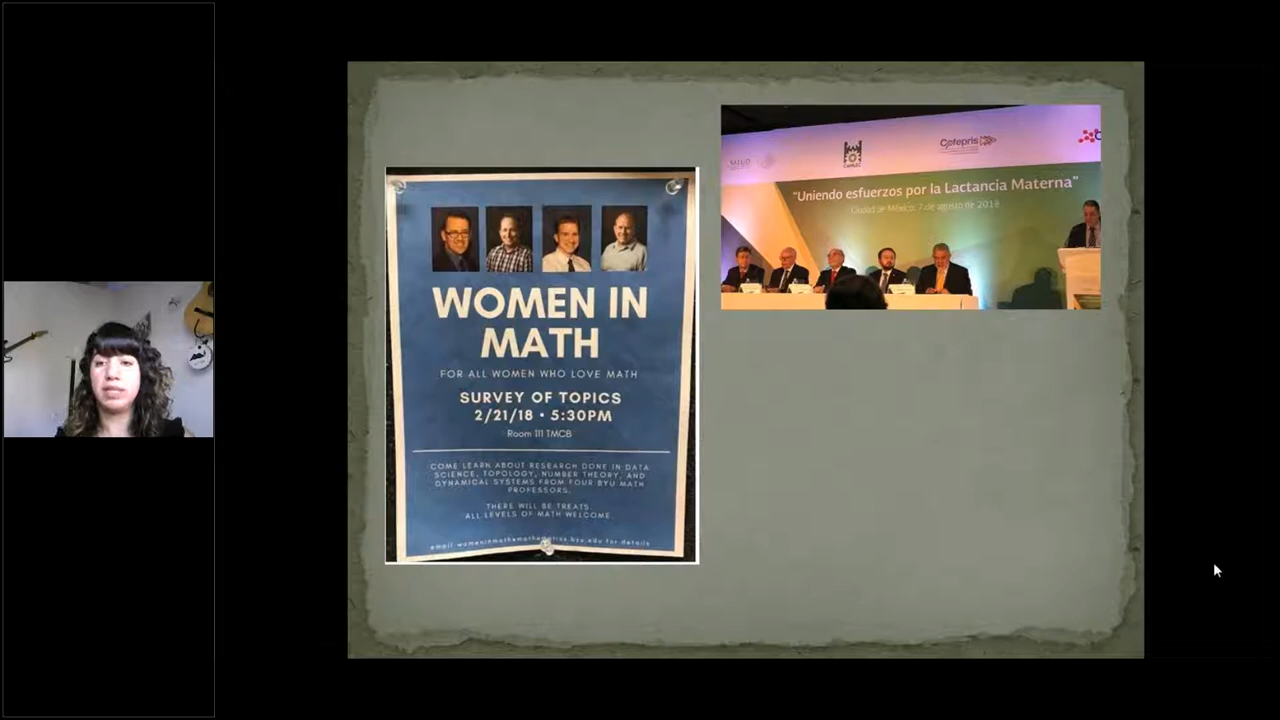 WOMEN IN
MATH
FOR ALL WOMEN WHO LOVE MATH
SURVEY OF TOPICS
2/21/18 • 5:30PM
Room 111 TMCB
COME LEARN ABOUT RESEARCH DONE IN DATA
SCIENCE, TOPOLOGY, NUMBER THEORY, AND
DYNAMICAL SYSTEMS FROM FOUR BYU MATH
PROFESSORS.
THERE WILL BE TREATS.
ALL LEVELS OF MATH WELCOME.
for details
Cofepris
"Uniendo esfuerzos por la Lactancia Materna"
Ciudad de México, 7 de agosto de 2018